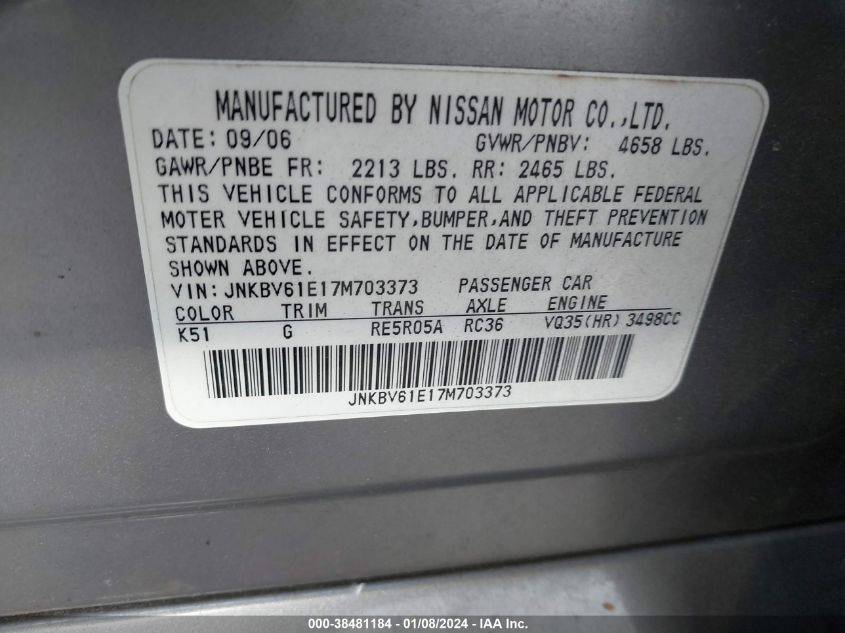 MANUFACTURED BY NISSAN MOTOR CO.,LTD.
DATE: 09/06 GVWR/PNBV: 4658 LBS.
GAWR/PNBE FR: 2213 LBS. RR: 2465 LBS.
THIS VEHICLE CONFORMS TO ALL APPLICABLE FEDERAL
MOTER VEHICLE SAFETY,BUMPER,AND THEFT PREVENTION
STANDARDS IN EFFECT ON THE DATE OF MANUFACTURE
SHOWN ABOVE.
VIN: JNKBV61E17M703373 PASSENGER CAR
COLOR TRIM TRANS AXLE ENGINE
K51 G RE5R05A RC36 VQ35(HR) 3498CC
JNKBV61E17M703373
000-38481184 - 01/08/2024 - IAA Inc.